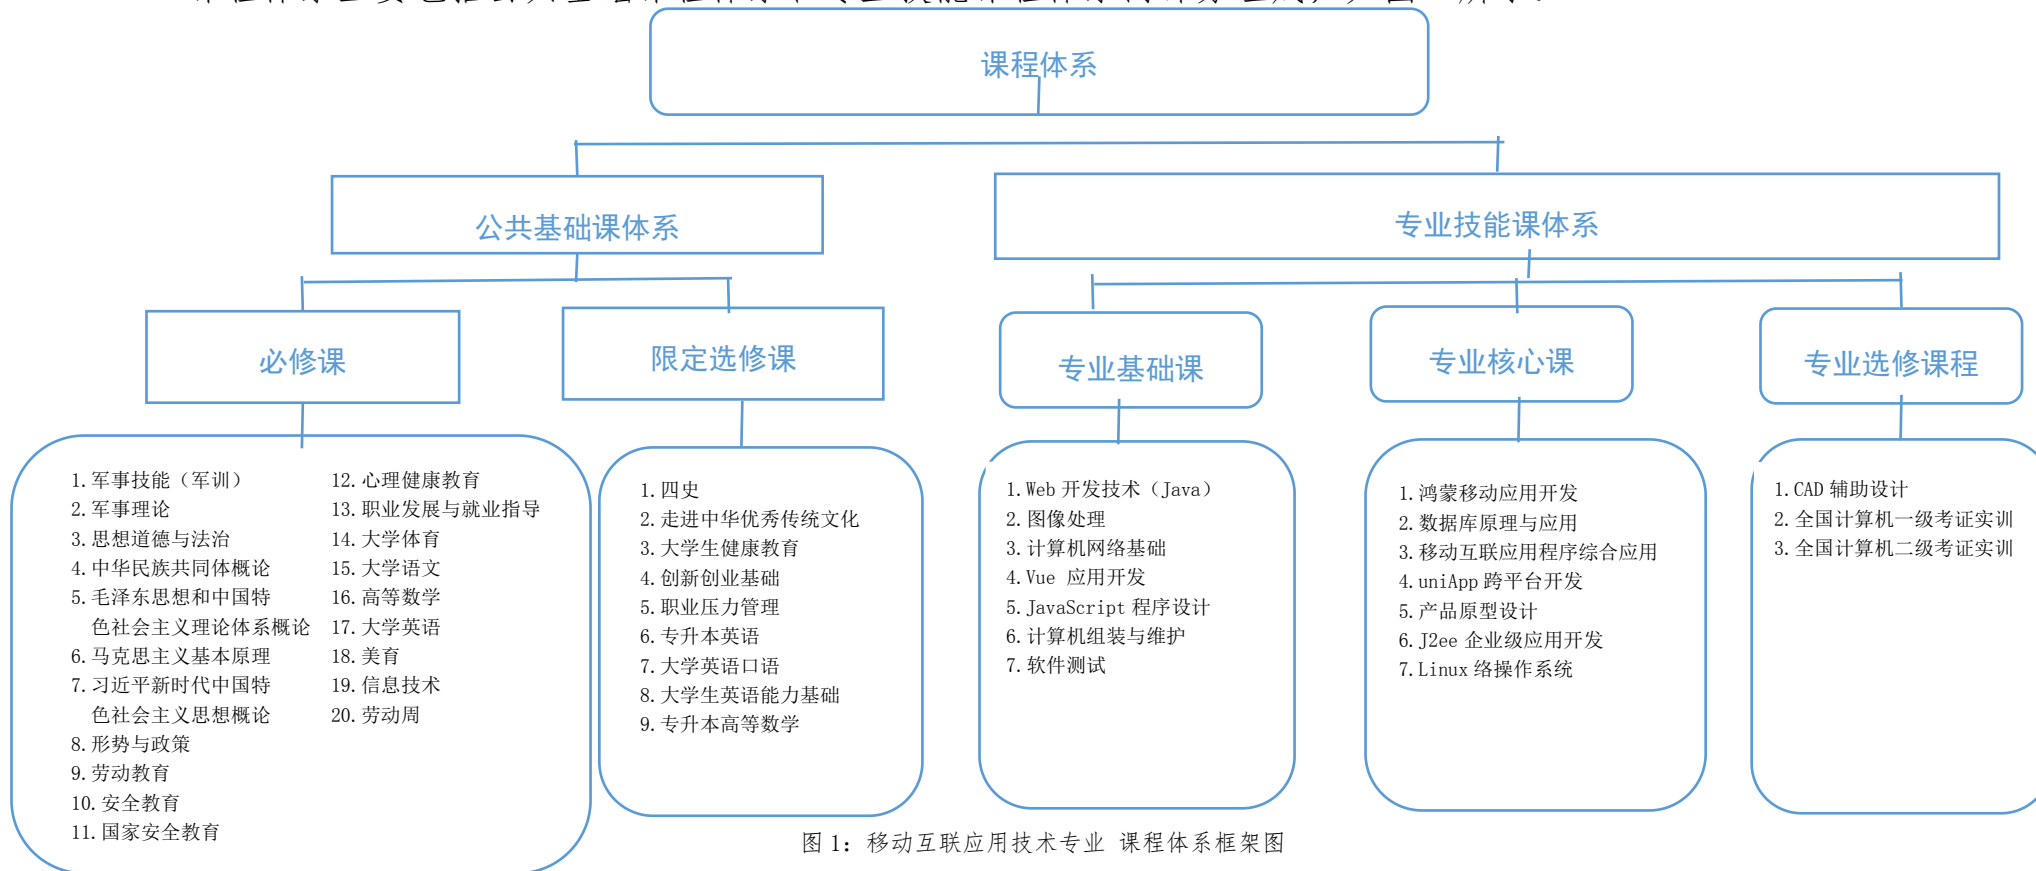 课程体系
公共基础课体系
专业技能课体系
必修课
限定选修课
专业基础课
专业核心课
专业选修课程
1.军事技能（军训）
2.军事理论
3.思想道德与法治
4.中华民族共同体概论
5.毛泽东思想和中国特
色社会主义理论体系概论
6.马克思主义基本原理
7.习近平新时代中国特
色社会主义思想概论
8.形势与政策
9.劳动教育
10.安全教育
11.国家安全教育
12.心理健康教育
13.职业发展与就业指导
14.大学体育
15.大学语文
16.高等数学
17.大学英语
18.美育
19.信息技术
20.劳动周
1.四史
2.走进中华优秀传统文化
3.大学生健康教育
4.创新创业基础
5.职业压力管理
6.专升本英语
7.大学英语口语
8.大学生英语能力基础
9.专升本高等数学
1.Web 开发技术（Java）
2.图像处理
3.计算机网络基础
4.Vue 应用开发
5.JavaScript 程序设计
6.计算机组装与维护
7.软件测试
1.鸿蒙移动应用开发
2.数据库原理与应用
3.移动互联应用程序综合应用
4.uniApp 跨平台开发
5.产品原型设计
6.J2ee 企业级应用开发
7.Linux 络操作系统
1.CAD 辅助设计
2.全国计算机一级考证实训
3.全国计算机二级考证实训
图 1：移动互联应用技术专业 课程体系框架图